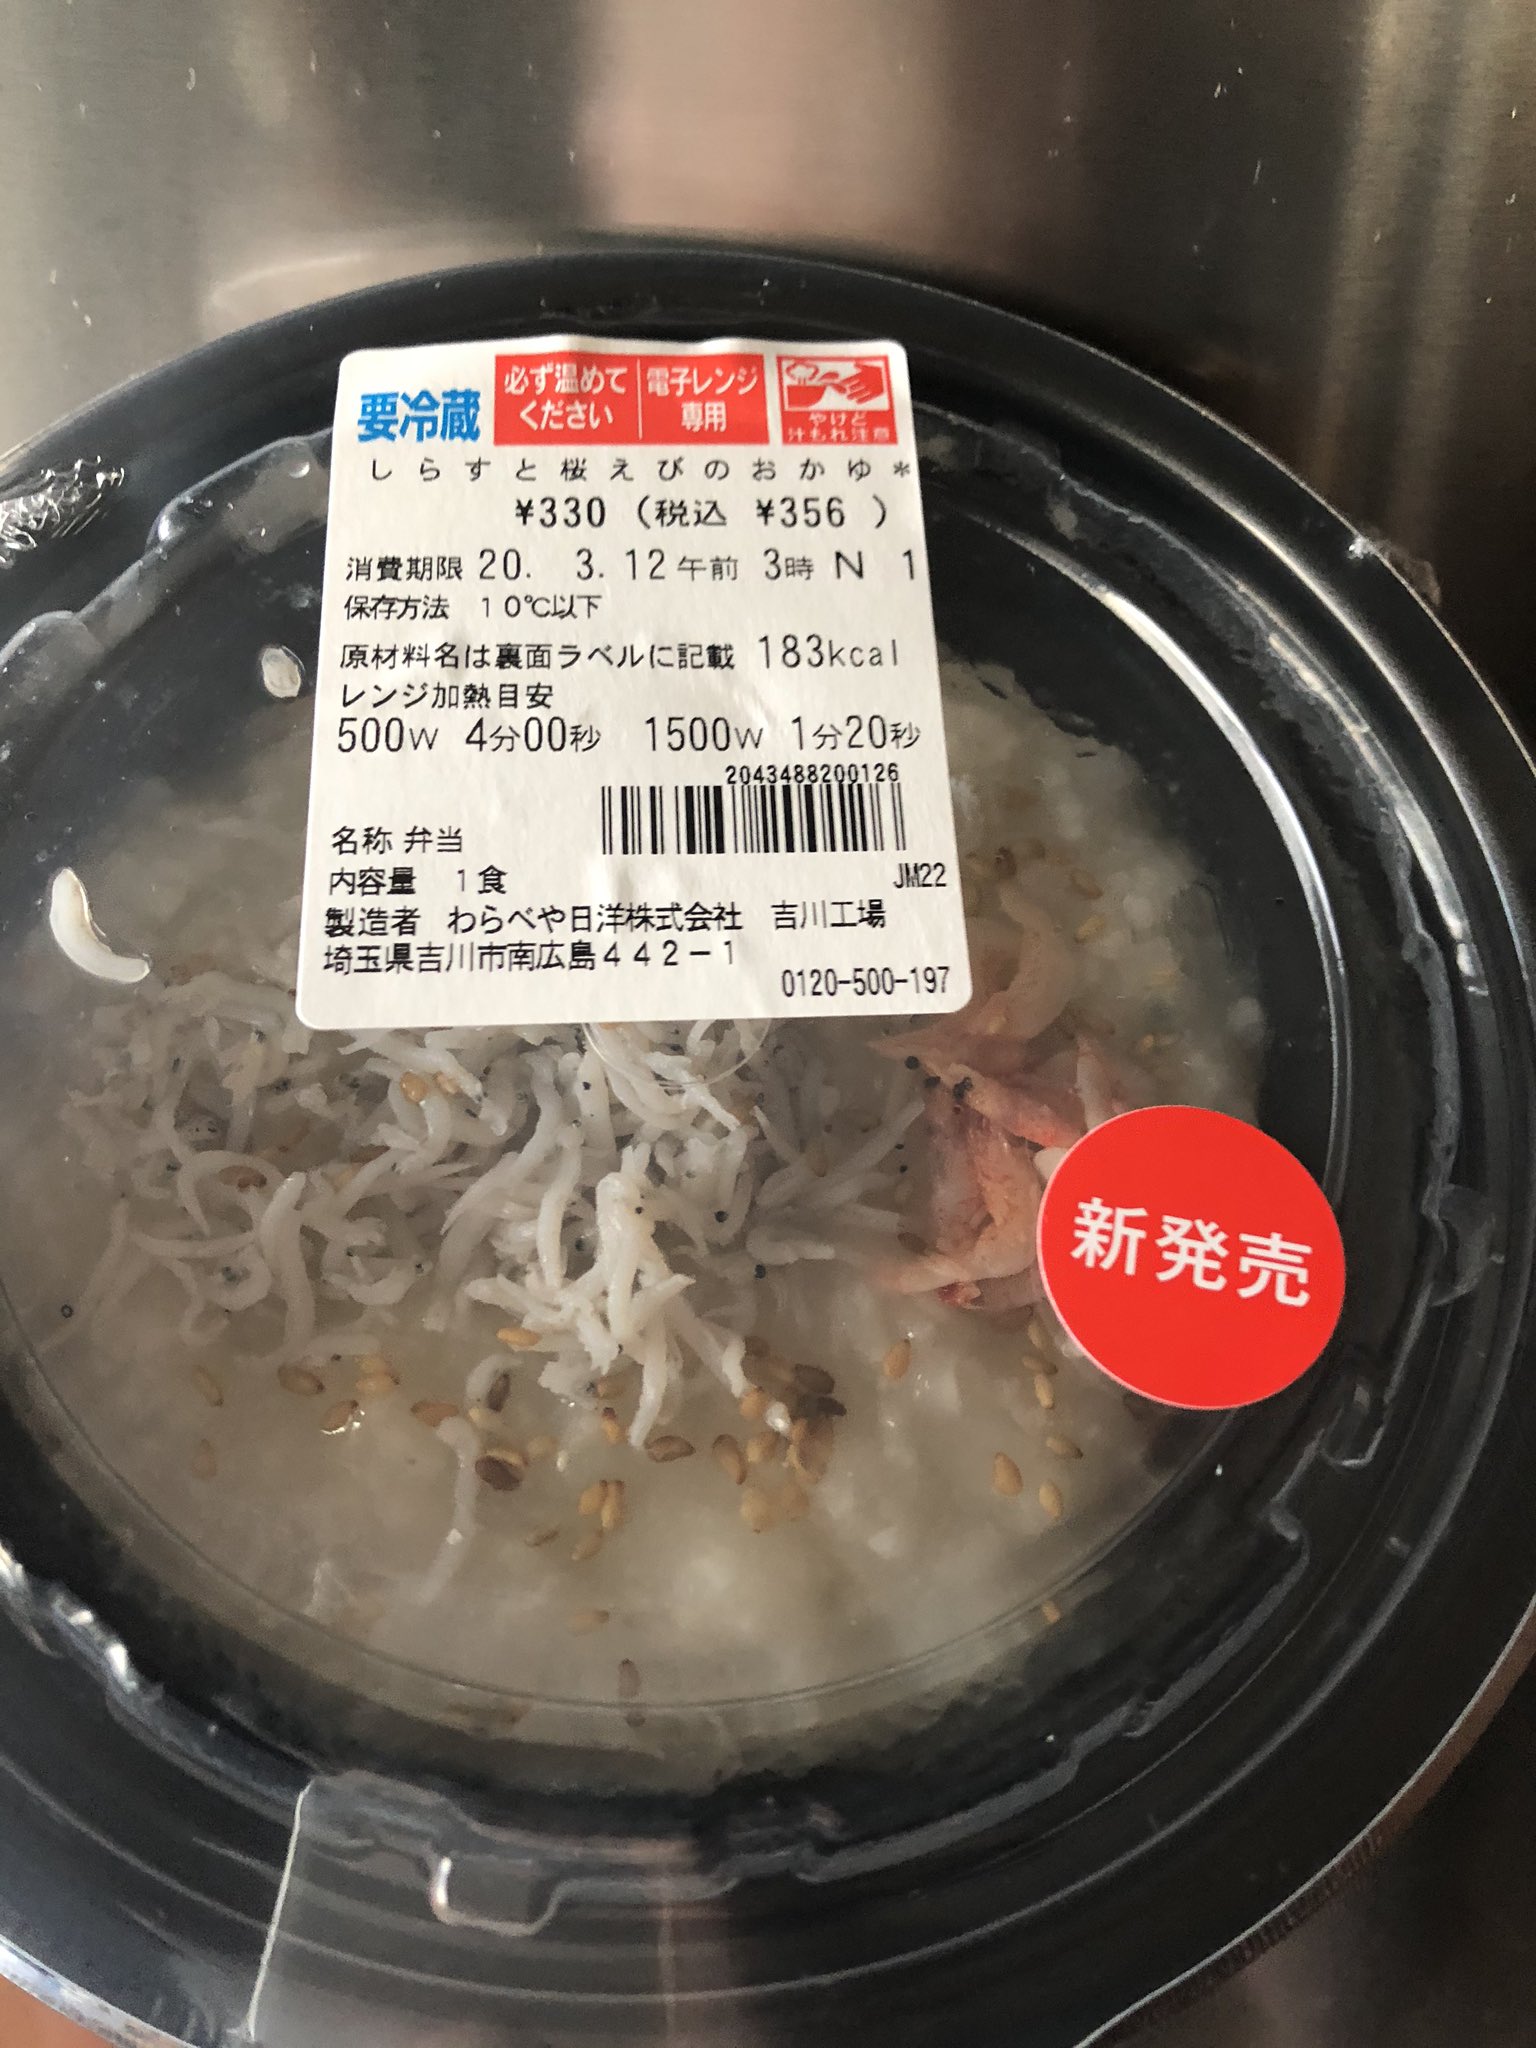 要冷蔵
必ず温めて
ください
電子レンジ
専用
やけど
汁もれ注意
しらすと桜えびのおかゆ*
¥330 (税込 ¥356 )
消費期限 20. 3. 12 午前 3時 N 1
保存方法 10℃以下
原材料名は裏面ラベルに記載 183kcal
レンジ加熱目安
500W 4分00秒 1500W 1分20秒
2043488200126
名称 弁当
内容量 1食
JM22
製造者 わらべや日洋株式会社 吉川工場
埼玉県吉川市南広島442-1
0120-500-197
新発売